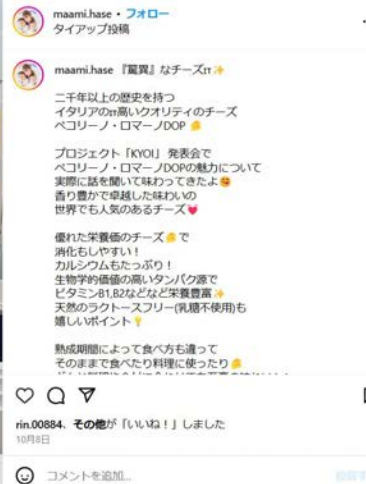 maami.hase • フォロー
タイアップ投稿
maami.hase 『驚異』なチーズIT✨
二千年以上の歴史を持つ
イタリアのIT高いクオリティのチーズ
ペコリーノ・ロマーノDOP🧀
プロジェクト「KYOI」発表会で
ペコリーノ・ロマーノDOPの魅力について
実際に話を聞いて味わってきたよ😋
香り豊かで卓越した味わいの
世界でも人気のあるチーズ💓
優れた栄養価のチーズ🧀で
消化もしやすい!
カルシウムもたっぷり!
生物学的価値の高いタンパク源で
ビタミンB1,B2などなど栄養豊富✨
天然のラクトースフリー(乳糖不使用)も
嬉しいポイント💡
熟成期間によって食べ方も違って
そのままで食べたり料理に使ったり🧀
rin.00884、その他が「いいね!」しました
10月8日
コメントを追加...